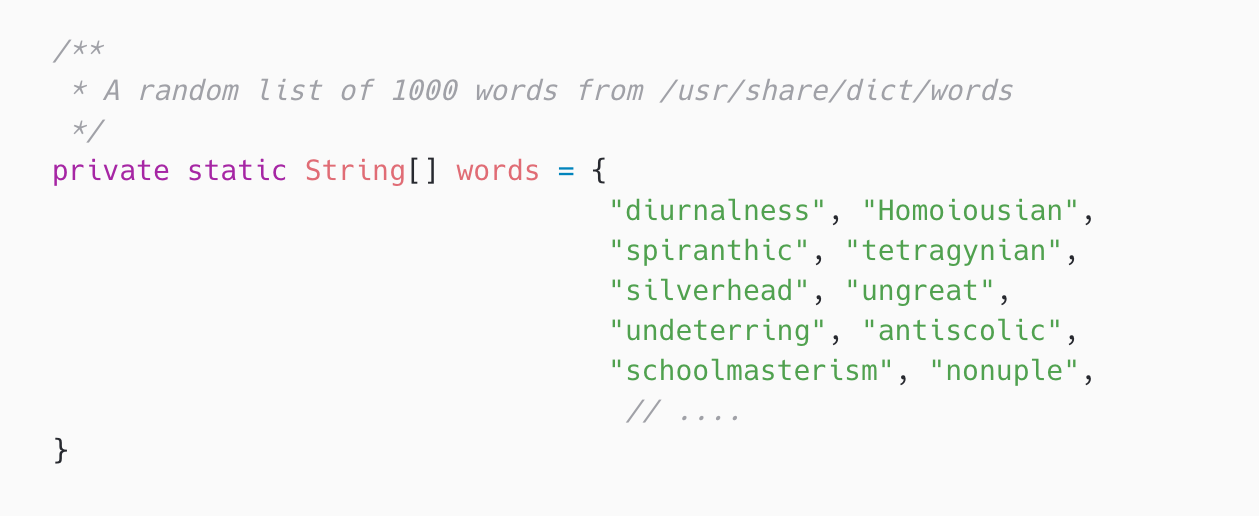 /**
 * A random list of 1000 words from /usr/share/dict/words
 */
private static String[] words = {
                                 "diurnalness", "Homoiousian",
                                 "spiranthic", "tetragynian",
                                 "silverhead", "ungreat",
                                 "undeterring", "antiscolic",
                                 "schoolmasterism", "nonuple",
                                  // ....
}